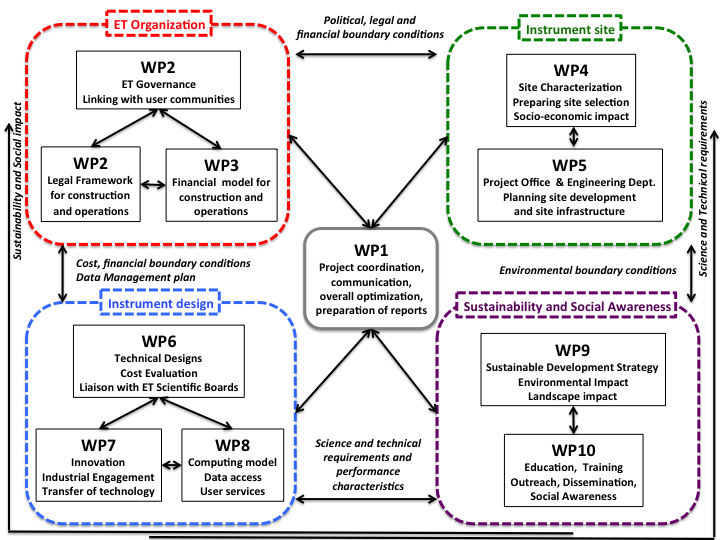 ET Organization
WP2
ET Governance
Linking with user communities
WP2
Legal Framework
for construction
and operations
WP3
Financial model for
construction and
operations
Political, legal and
financial boundary conditions
Instrument site
WP4
Site Characterization
Preparing site selection
Socio-economic impact
WP5
Project Office & Engineering Dept.
Planning site development
and site infrastructure
Sustainability and Social impact
Science and Technical requirements
WP1
Project coordination,
communication,
overall optimization,
preparation of reports
Cost, financial boundary conditions
Data Management plan
Environmental boundary conditions
Instrument design
WP6
Technical Designs
Cost Evaluation
Liaison with ET Scientific Boards
WP7
Innovation
Industrial Engagement
Transfer of technology
WP8
Computing model
Data access
User services
Science and technical
requirements and
performance
characteristics
Sustainability and Social Awareness
WP9
Sustainable Development Strategy
Environmental Impact
Landscape impact
WP10
Education, Training
Outreach, Dissemination,
Social Awareness